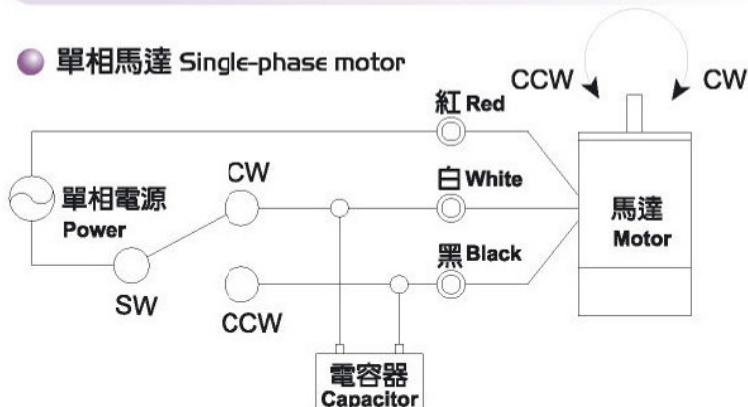 單相馬達 Single-phase motor
CCW
CW
紅 Red
單相電源
Power
CW
白 White
馬達
Motor
黑 Black
SW
CCW
電容器
Capacitor